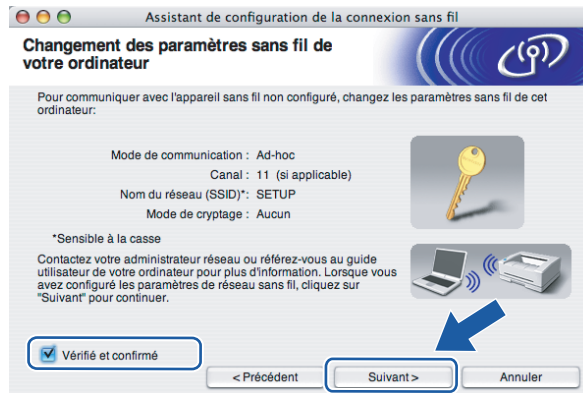 Assistant de configuration de la connexion sans fil
Changement des paramètres sans fil de
votre ordinateur
Pour communiquer avec l'appareil sans fil non configuré, changez les paramètres sans fil de cet
ordinateur:
Mode de communication : Ad-hoc
Canal : 11 (si applicable)
Nom du réseau (SSID)*: SETUP
Mode de cryptage : Aucun
*Sensible à la casse
Contactez votre administrateur réseau ou référez-vous au guide
utilisateur de votre ordinateur pour plus d'information. Lorsque vous
avez configuré les paramètres de réseau sans fil, cliquez sur
"Suivant" pour continuer.
Vérifié et confirmé
< Précédent
Suivant >
Annuler